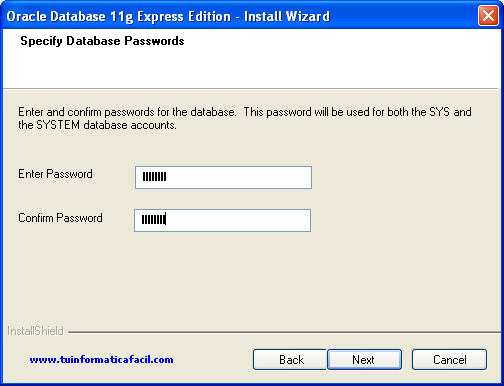 Oracle Database 11g Express Edition - Install Wizard
Specify Database Passwords
Enter and confirm passwords for the database. This password will be used for both the SYS and
the SYSTEM database accounts.
Enter Password
Confirm Password
InstallShield
www.tuinformaticafacil.com
Back
Next
Cancel